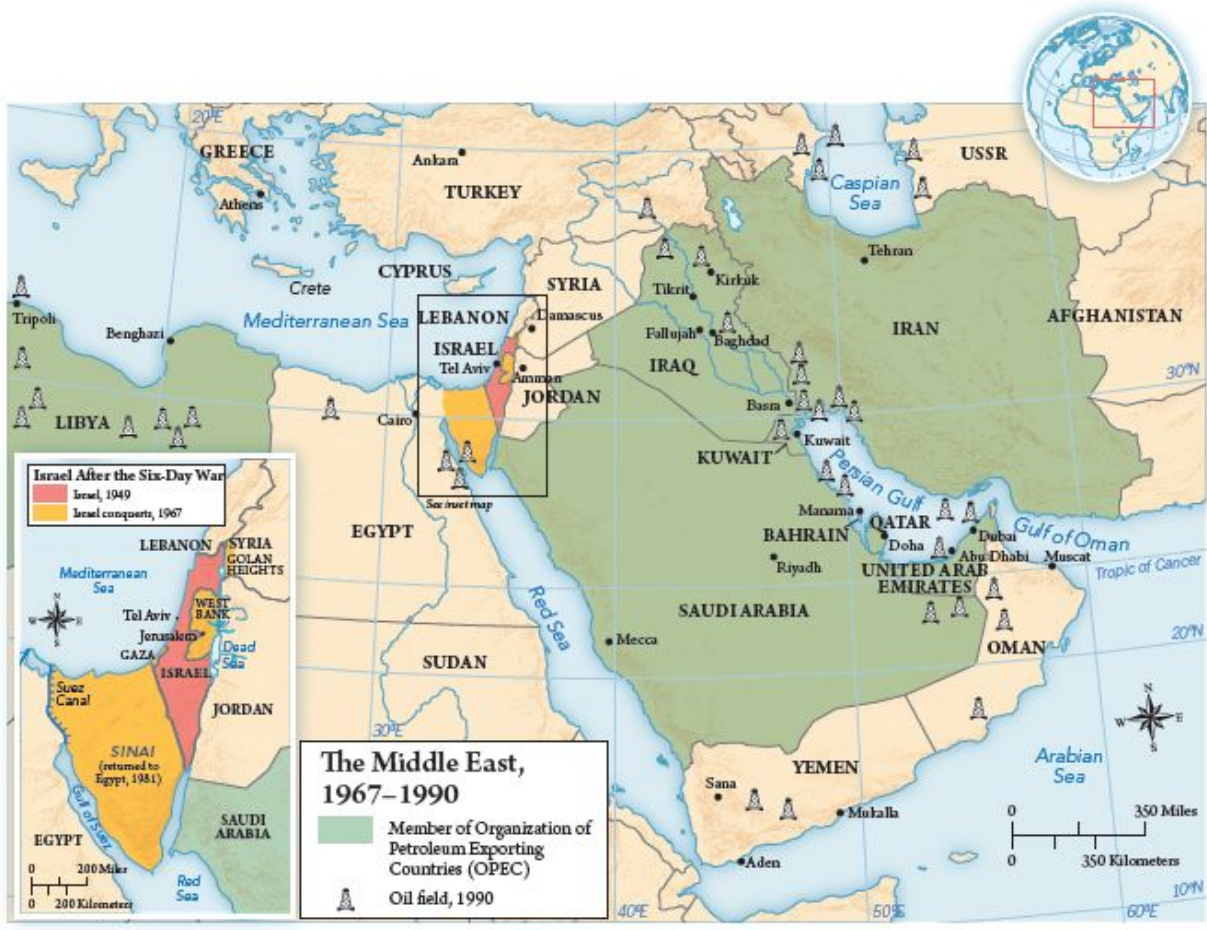 20°E
GREECE
Athens
Ankara
TURKEY
USSR
Caspian
Sea
Tehran
CYPRUS
Crete
SYRIA
Kirkuk
Tikrit
Tripoli
Benghazi
Mediterranean Sea
LEBANON
Damascus
Fallujah
Baghdad
IRAN
AFGHANISTAN
ISRAEL
Tel Aviv
Amman
IRAQ
JORDAN
30°N
LIBYA
Cairo
Basra
Kuwait
KUWAIT
Persian Gulf
See inset map
EGYPT
Manama
BAHRAIN
QATAR
Doha
Dubai
Abu Dhabi
Gulf of Oman
Muscat
UNITED ARAB
EMIRATES
Tropic of Cancer
Riyadh
Red Sea
SAUDI ARABIA
Mecca
20°N
OMAN
SUDAN
30°E
YEMEN
Sana
Mukalla
Aden
Arabian
Sea
N
W E
S
0 350 Miles
0 350 Kilometers
10°N
40°E
50°E
60°E
Israel After the Six-Day War
Israel, 1949
Israel conquests, 1967
LEBANON
SYRIA
GOLAN
HEIGHTS
Mediterranean
Sea
N
W E
S
WEST
BANK
Tel Aviv
Jerusalem
Dead
Sea
GAZA
ISRAEL
Suez
Canal
JORDAN
SINAI
(returned to
Egypt, 1981)
Gulf of Suez
EGYPT
SAUDI
ARABIA
0 200 Miles
0 200 Kilometers
Red
Sea
The Middle East,
1967–1990
Member of Organization of
Petroleum Exporting
Countries (OPEC)
Oil field, 1990